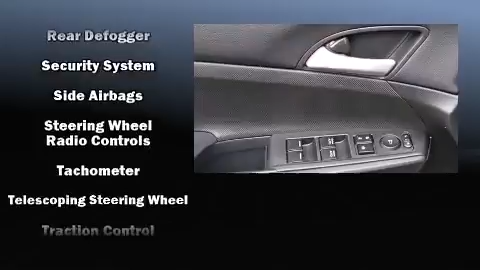 Rear Defogger
Security System
Side Airbags
Steering Wheel
Radio Controls
Tachometer
Telescoping Steering Wheel
Traction Control